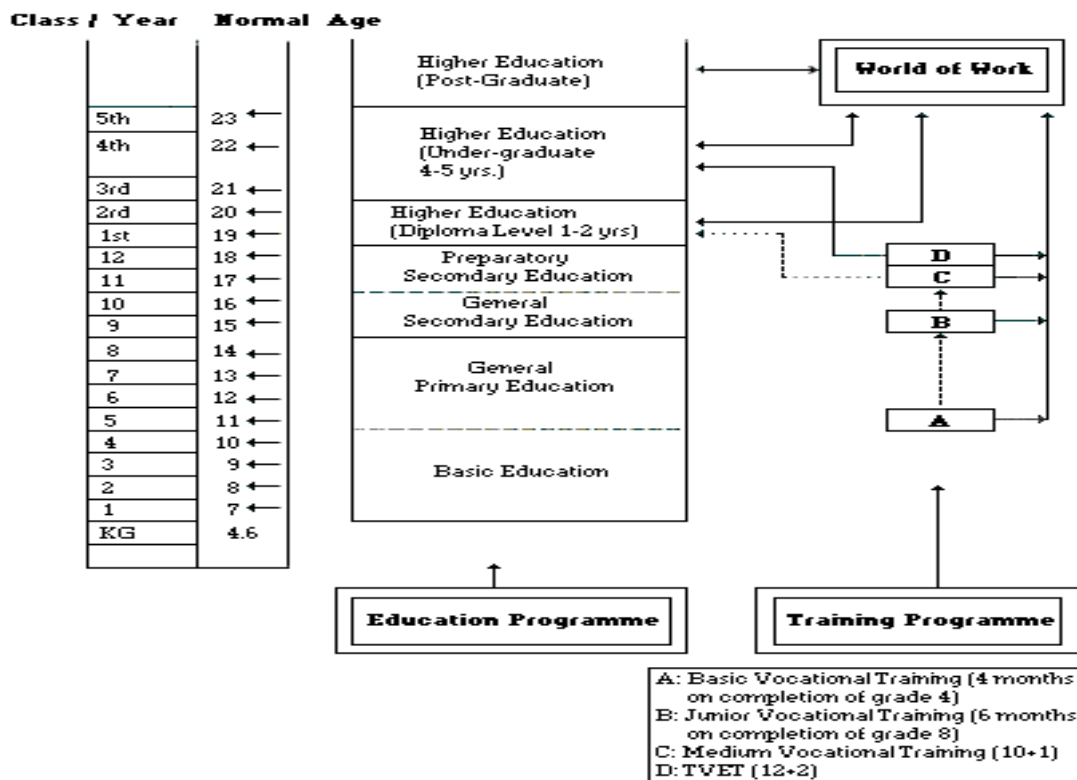 Class / Year Normal Age
5th 23
4th 22
3rd 21
2rd 20
1st 19
12 18
11 17
10 16
9 15
8 14
7 13
6 12
5 11
4 10
3 9
2 8
1 7
KG 4.6
Higher Education
(Post-Graduate)
Higher Education
(Under-graduate
4-5 yrs.)
Higher Education
(Diploma Level 1-2 yrs)
Preparatory
Secondary Education
General
Secondary Education
General
Primary Education
Basic Education
World of Work
D
C
B
A
Education Programme
Training Programme
A: Basic Vocational Training (4 months
on completion of grade 4)
B: Junior Vocational Training (6 months
on completion of grade 8)
C: Medium Vocational Training (10+1)
D: TVET (12+2)